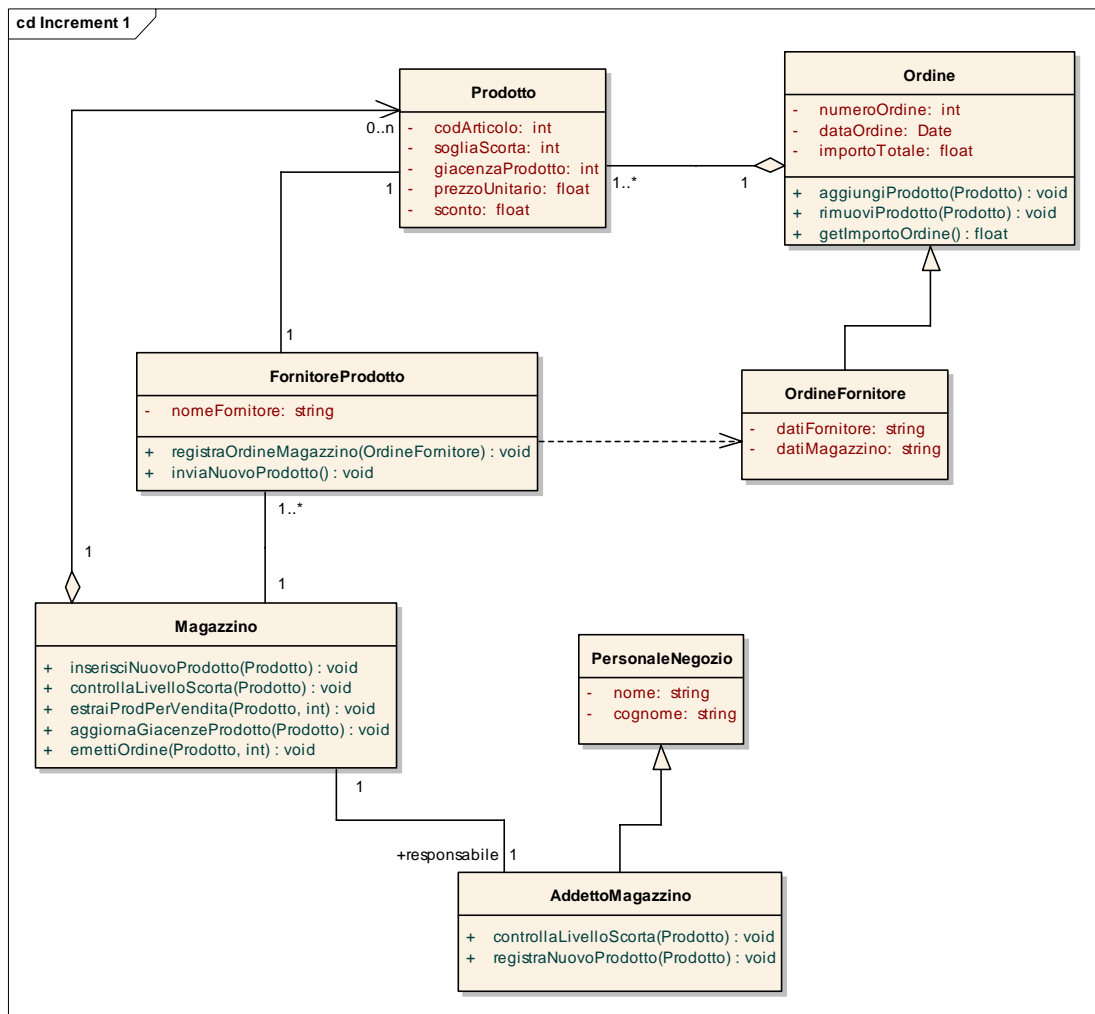 cd Increment 1
Prodotto
- codArticolo: int
- sogliaScorta: int
- giacenzaProdotto: int
- prezzoUnitario: float
- sconto: float
Ordine
- numeroOrdine: int
- dataOrdine: Date
- importoTotale: float
+ aggiungiProdotto(Prodotto) : void
+ rimuoviProdotto(Prodotto) : void
+ getImportoOrdine() : float
0..n
1
1..*
1
1
FornitoreProdotto
- nomeFornitore: string
+ registraOrdineMagazzino(OrdineFornitore) : void
+ inviaNuovoProdotto() : void
OrdineFornitore
- datiFornitore: string
- datiMagazzino: string
1..*
1
1
Magazzino
+ inserisciNuovoProdotto(Prodotto) : void
+ controllaLivelloScorta(Prodotto) : void
+ estraiProdPerVendita(Prodotto, int) : void
+ aggiornaGiacenzeProdotto(Prodotto) : void
+ emettiOrdine(Prodotto, int) : void
PersonaleNegozio
- nome: string
- cognome: string
1
+responsabile 1
AddettoMagazzino
+ controllaLivelloScorta(Prodotto) : void
+ registraNuovoProdotto(Prodotto) : void